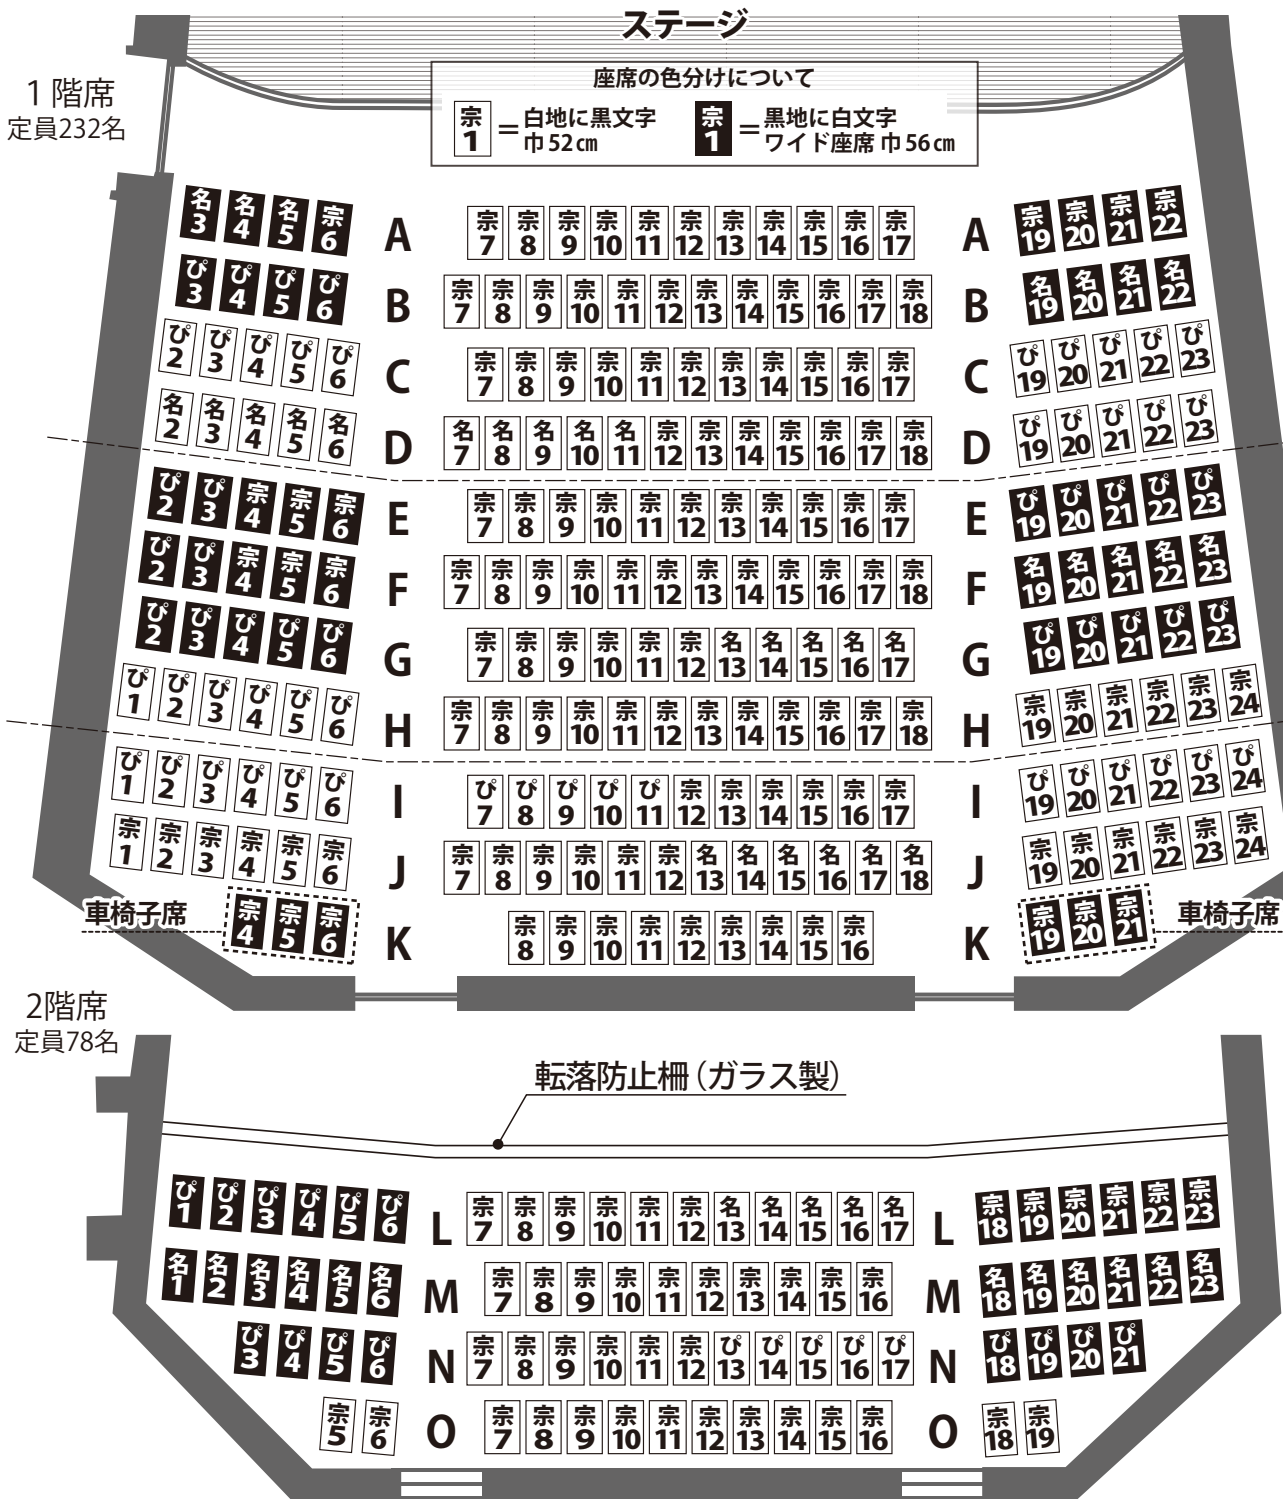 ステージ
1階席
定員232名
座席の色分けについて
宗1 = 白地に黒文字 巾52㎝
宗1 = 黒地に白文字 ワイド座席 巾56㎝
名3 名4 名5 宗6 A 宗7 宗8 宗9 宗10 宗11 宗12 宗13 宗14 宗15 宗16 宗17 A 宗19 宗20 宗21 宗22
ぴ3 ぴ4 ぴ5 ぴ6 B 宗7 宗8 宗9 宗10 宗11 宗12 宗13 宗14 宗15 宗16 宗17 宗18 B 名19 名20 名21 名22
ぴ2 ぴ3 ぴ4 ぴ5 ぴ6 C 宗7 宗8 宗9 宗10 宗11 宗12 宗13 宗14 宗15 宗16 宗17 C ぴ19 ぴ20 ぴ21 ぴ22 ぴ23
名2 名3 名4 名5 名6 D 名7 名8 名9 名10 名11 宗12 宗13 宗14 宗15 宗16 宗17 宗18 D ぴ19 ぴ20 ぴ21 ぴ22 ぴ23
ぴ2 ぴ3 宗4 宗5 宗6 E 宗7 宗8 宗9 宗10 宗11 宗12 宗13 宗14 宗15 宗16 宗17 E ぴ19 ぴ20 ぴ21 ぴ22 ぴ23
ぴ2 ぴ3 宗4 宗5 宗6 F 宗7 宗8 宗9 宗10 宗11 宗12 宗13 宗14 宗15 宗16 宗17 宗18 F 名19 名20 名21 名22 名23
ぴ2 ぴ3 ぴ4 ぴ5 ぴ6 G 宗7 宗8 宗9 宗10 宗11 宗12 名13 名14 名15 名16 名17 G ぴ19 ぴ20 ぴ21 ぴ22 ぴ23
ぴ1 ぴ2 ぴ3 ぴ4 ぴ5 ぴ6 H 宗7 宗8 宗9 宗10 宗11 宗12 宗13 宗14 宗15 宗16 宗17 宗18 H 宗19 宗20 宗21 宗22 宗23 宗24
ぴ1 ぴ2 ぴ3 ぴ4 ぴ5 ぴ6 I ぴ7 ぴ8 ぴ9 ぴ10 ぴ11 宗12 宗13 宗14 宗15 宗16 宗17 I ぴ19 ぴ20 ぴ21 ぴ22 ぴ23 ぴ24
宗1 宗2 宗3 宗4 宗5 宗6 J 宗7 宗8 宗9 宗10 宗11 宗12 名13 名14 名15 名16 名17 名18 J 宗19 宗20 宗21 宗22 宗23 宗24
車椅子席 宗4 宗5 宗6 K 宗8 宗9 宗10 宗11 宗12 宗13 宗14 宗15 宗16 K 宗19 宗20 宗21 車椅子席
2階席
定員78名
転落防止柵（ガラス製）
ぴ1 ぴ2 ぴ3 ぴ4 ぴ5 ぴ6 L 宗7 宗8 宗9 宗10 宗11 宗12 名13 名14 名15 名16 名17 L 宗18 宗19 宗20 宗21 宗22 宗23
名1 名2 名3 名4 名5 名6 M 宗7 宗8 宗9 宗10 宗11 宗12 宗13 宗14 宗15 宗16 M 名18 名19 名20 名21 名22 名23
ぴ3 ぴ4 ぴ5 ぴ6 N 宗7 宗8 宗9 宗10 宗11 宗12 ぴ13 ぴ14 ぴ15 ぴ16 ぴ17 N ぴ18 ぴ19 ぴ20 ぴ21
宗5 宗6 O 宗7 宗8 宗9 宗10 宗11 宗12 宗13 宗14 宗15 宗16 O 宗18 宗19